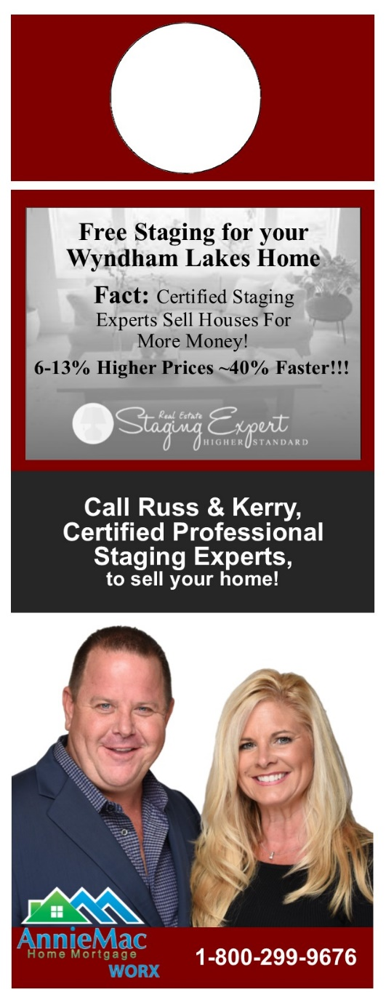 Free Staging for your
Wyndham Lakes Home
Fact: Certified Staging
Experts Sell Houses For
More Money!
6-13% Higher Prices ~40% Faster!!!
Real Estate
Staging Expert
HIGHER STANDARD
Call Russ & Kerry,
Certified Professional
Staging Experts,
to sell your home!
AnnieMac
Home Mortgage
WORX
1-800-299-9676